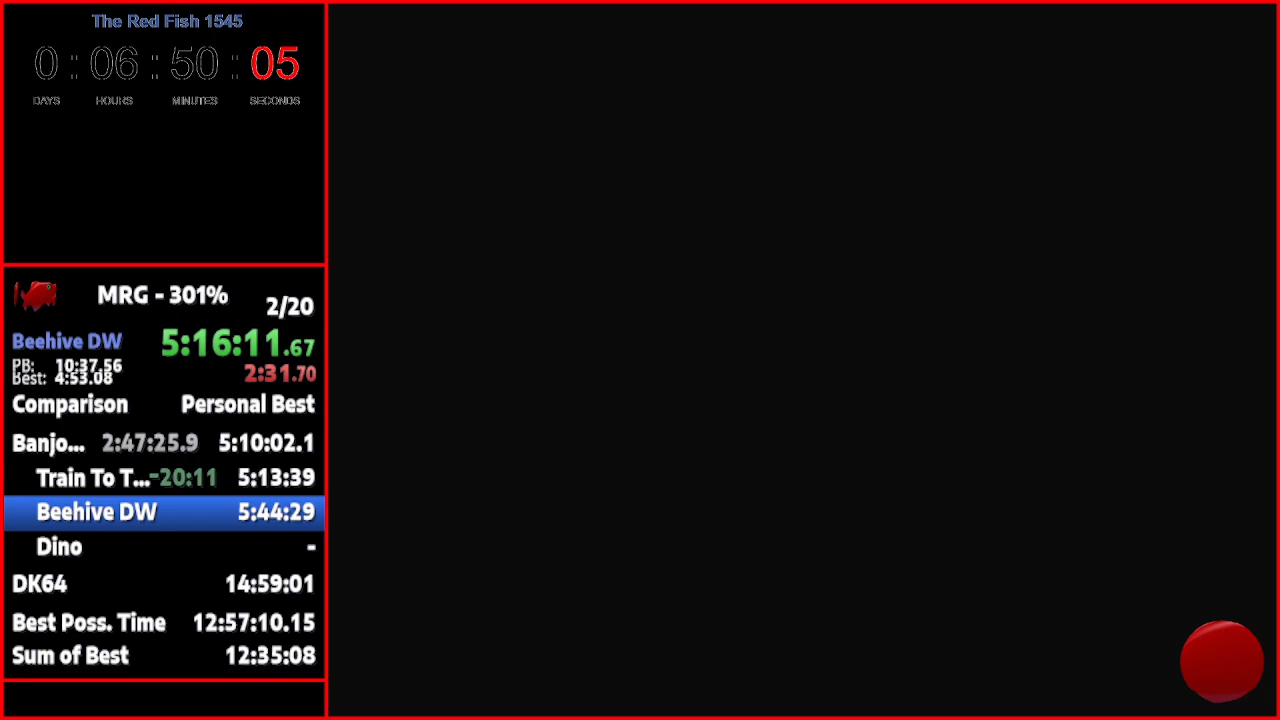 The Red Fish 1545
0 : 06 : 50 : 05
DAYS HOURS MINUTES SECONDS
MRG - 301%
2/20
Beehive DW 5:16:11.67
PB: 10:37.56
Best: 4:53.08 2:31.70
Comparison Personal Best
Banjo... 2:47:25.9 5:10:02.1
Train To T... -20:11 5:13:39
Beehive DW 5:44:29
Dino -
DK64 14:59:01
Best Poss. Time 12:57:10.15
Sum of Best 12:35:08